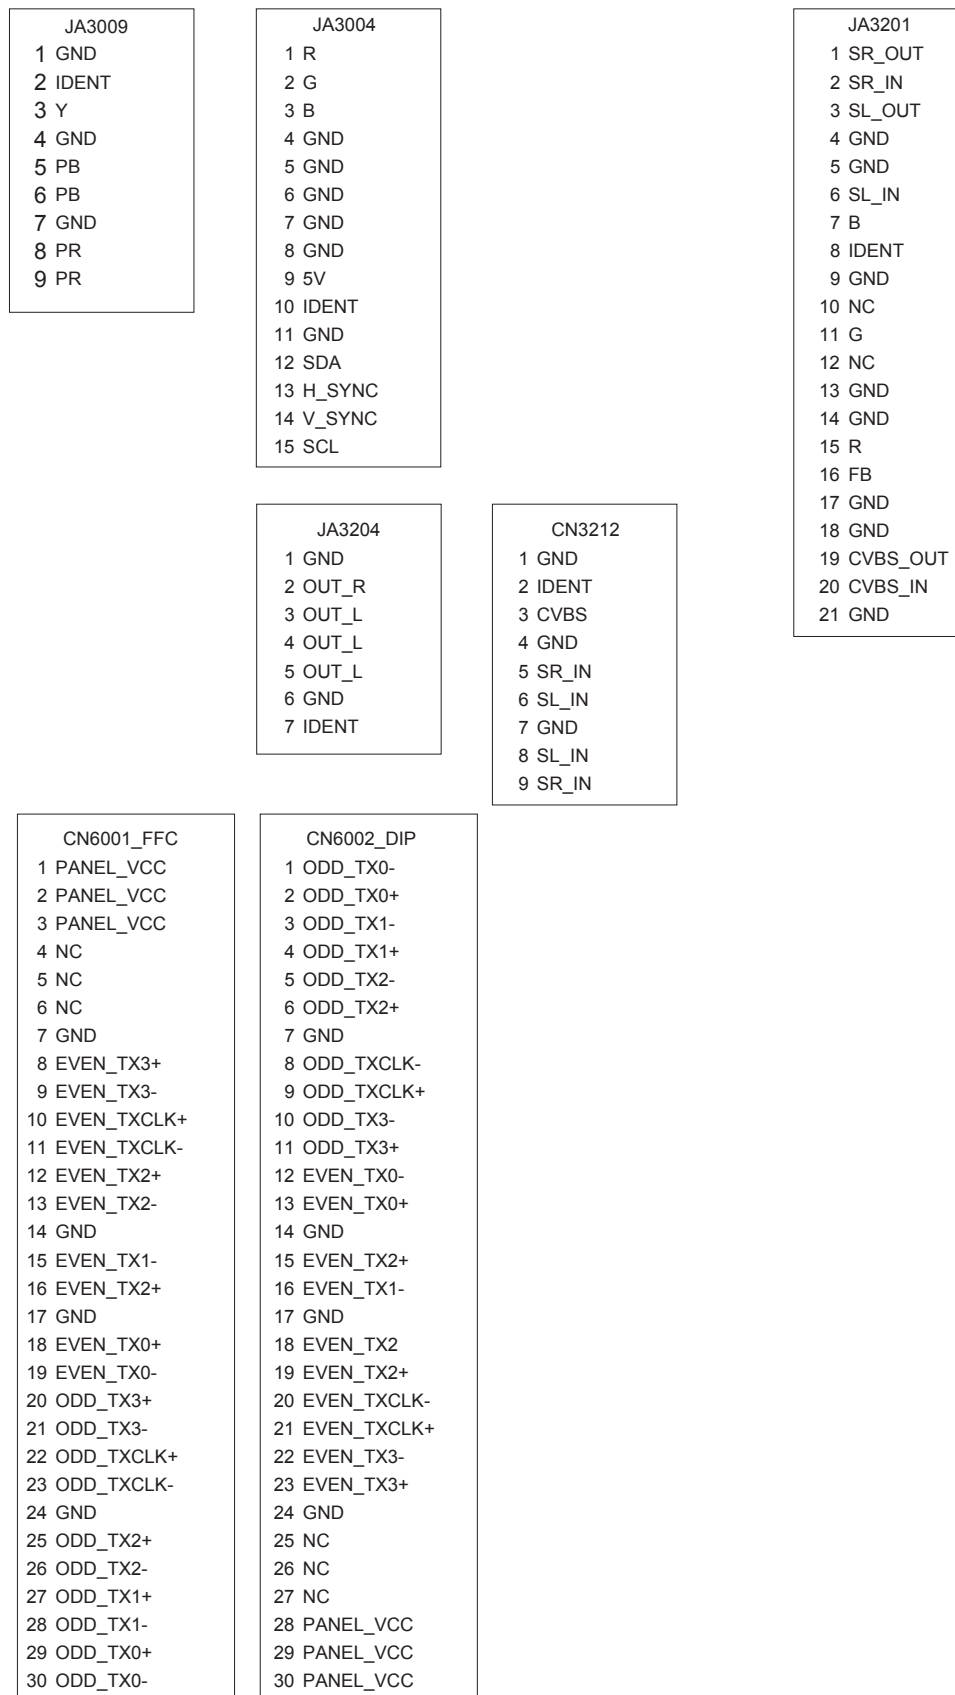 JA3009
1 GND
2 IDENT
3 Y
4 GND
5 PB
6 PB
7 GND
8 PR
9 PR
JA3004
1 R
2 G
3 B
4 GND
5 GND
6 GND
7 GND
8 GND
9 5V
10 IDENT
11 GND
12 SDA
13 H_SYNC
14 V_SYNC
15 SCL
JA3201
1 SR_OUT
2 SR_IN
3 SL_OUT
4 GND
5 GND
6 SL_IN
7 B
8 IDENT
9 GND
10 NC
11 G
12 NC
13 GND
14 GND
15 R
16 FB
17 GND
18 GND
19 CVBS_OUT
20 CVBS_IN
21 GND
JA3204
1 GND
2 OUT_R
3 OUT_L
4 OUT_L
5 OUT_L
6 GND
7 IDENT
CN3212
1 GND
2 IDENT
3 CVBS
4 GND
5 SR_IN
6 SL_IN
7 GND
8 SL_IN
9 SR_IN
CN6001_FFC
1 PANEL_VCC
2 PANEL_VCC
3 PANEL_VCC
4 NC
5 NC
6 NC
7 GND
8 EVEN_TX3+
9 EVEN_TX3-
10 EVEN_TXCLK+
11 EVEN_TXCLK-
12 EVEN_TX2+
13 EVEN_TX2-
14 GND
15 EVEN_TX1-
16 EVEN_TX2+
17 GND
18 EVEN_TX0+
19 EVEN_TX0-
20 ODD_TX3+
21 ODD_TX3-
22 ODD_TXCLK+
23 ODD_TXCLK-
24 GND
25 ODD_TX2+
26 ODD_TX2-
27 ODD_TX1+
28 ODD_TX1-
29 ODD_TX0+
30 ODD_TX0-
CN6002_DIP
1 ODD_TX0-
2 ODD_TX0+
3 ODD_TX1-
4 ODD_TX1+
5 ODD_TX2-
6 ODD_TX2+
7 GND
8 ODD_TXCLK-
9 ODD_TXCLK+
10 ODD_TX3-
11 ODD_TX3+
12 EVEN_TX0-
13 EVEN_TX0+
14 GND
15 EVEN_TX2+
16 EVEN_TX1-
17 GND
18 EVEN_TX2
19 EVEN_TX2+
20 EVEN_TXCLK-
21 EVEN_TXCLK+
22 EVEN_TX3-
23 EVEN_TX3+
24 GND
25 NC
26 NC
27 NC
28 PANEL_VCC
29 PANEL_VCC
30 PANEL_VCC